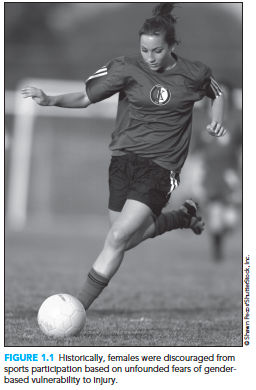 © Shawn Pecor/ShutterStock, Inc.
FIGURE 1.1 Historically, females were discouraged from
sports participation based on unfounded fears of gender-
based vulnerability to injury.